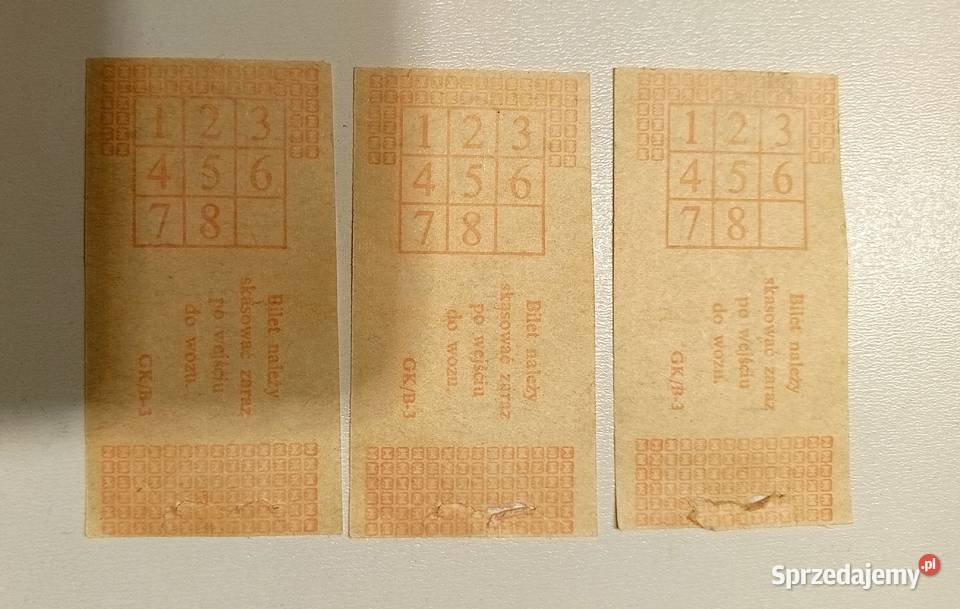 1 2 3
4 5 6
7 8
Bilet należy
skasować zaraz
po wejściu
do wozu.
GK/B-3
1 2 3
4 5 6
7 8
Bilet należy
skasować zaraz
po wejściu
do wozu.
GK/B-3
1 2 3
4 5 6
7 8
Bilet należy
skasować zaraz
po wejściu
do wozu.
GK/B-3
Sprzedajemy.pl